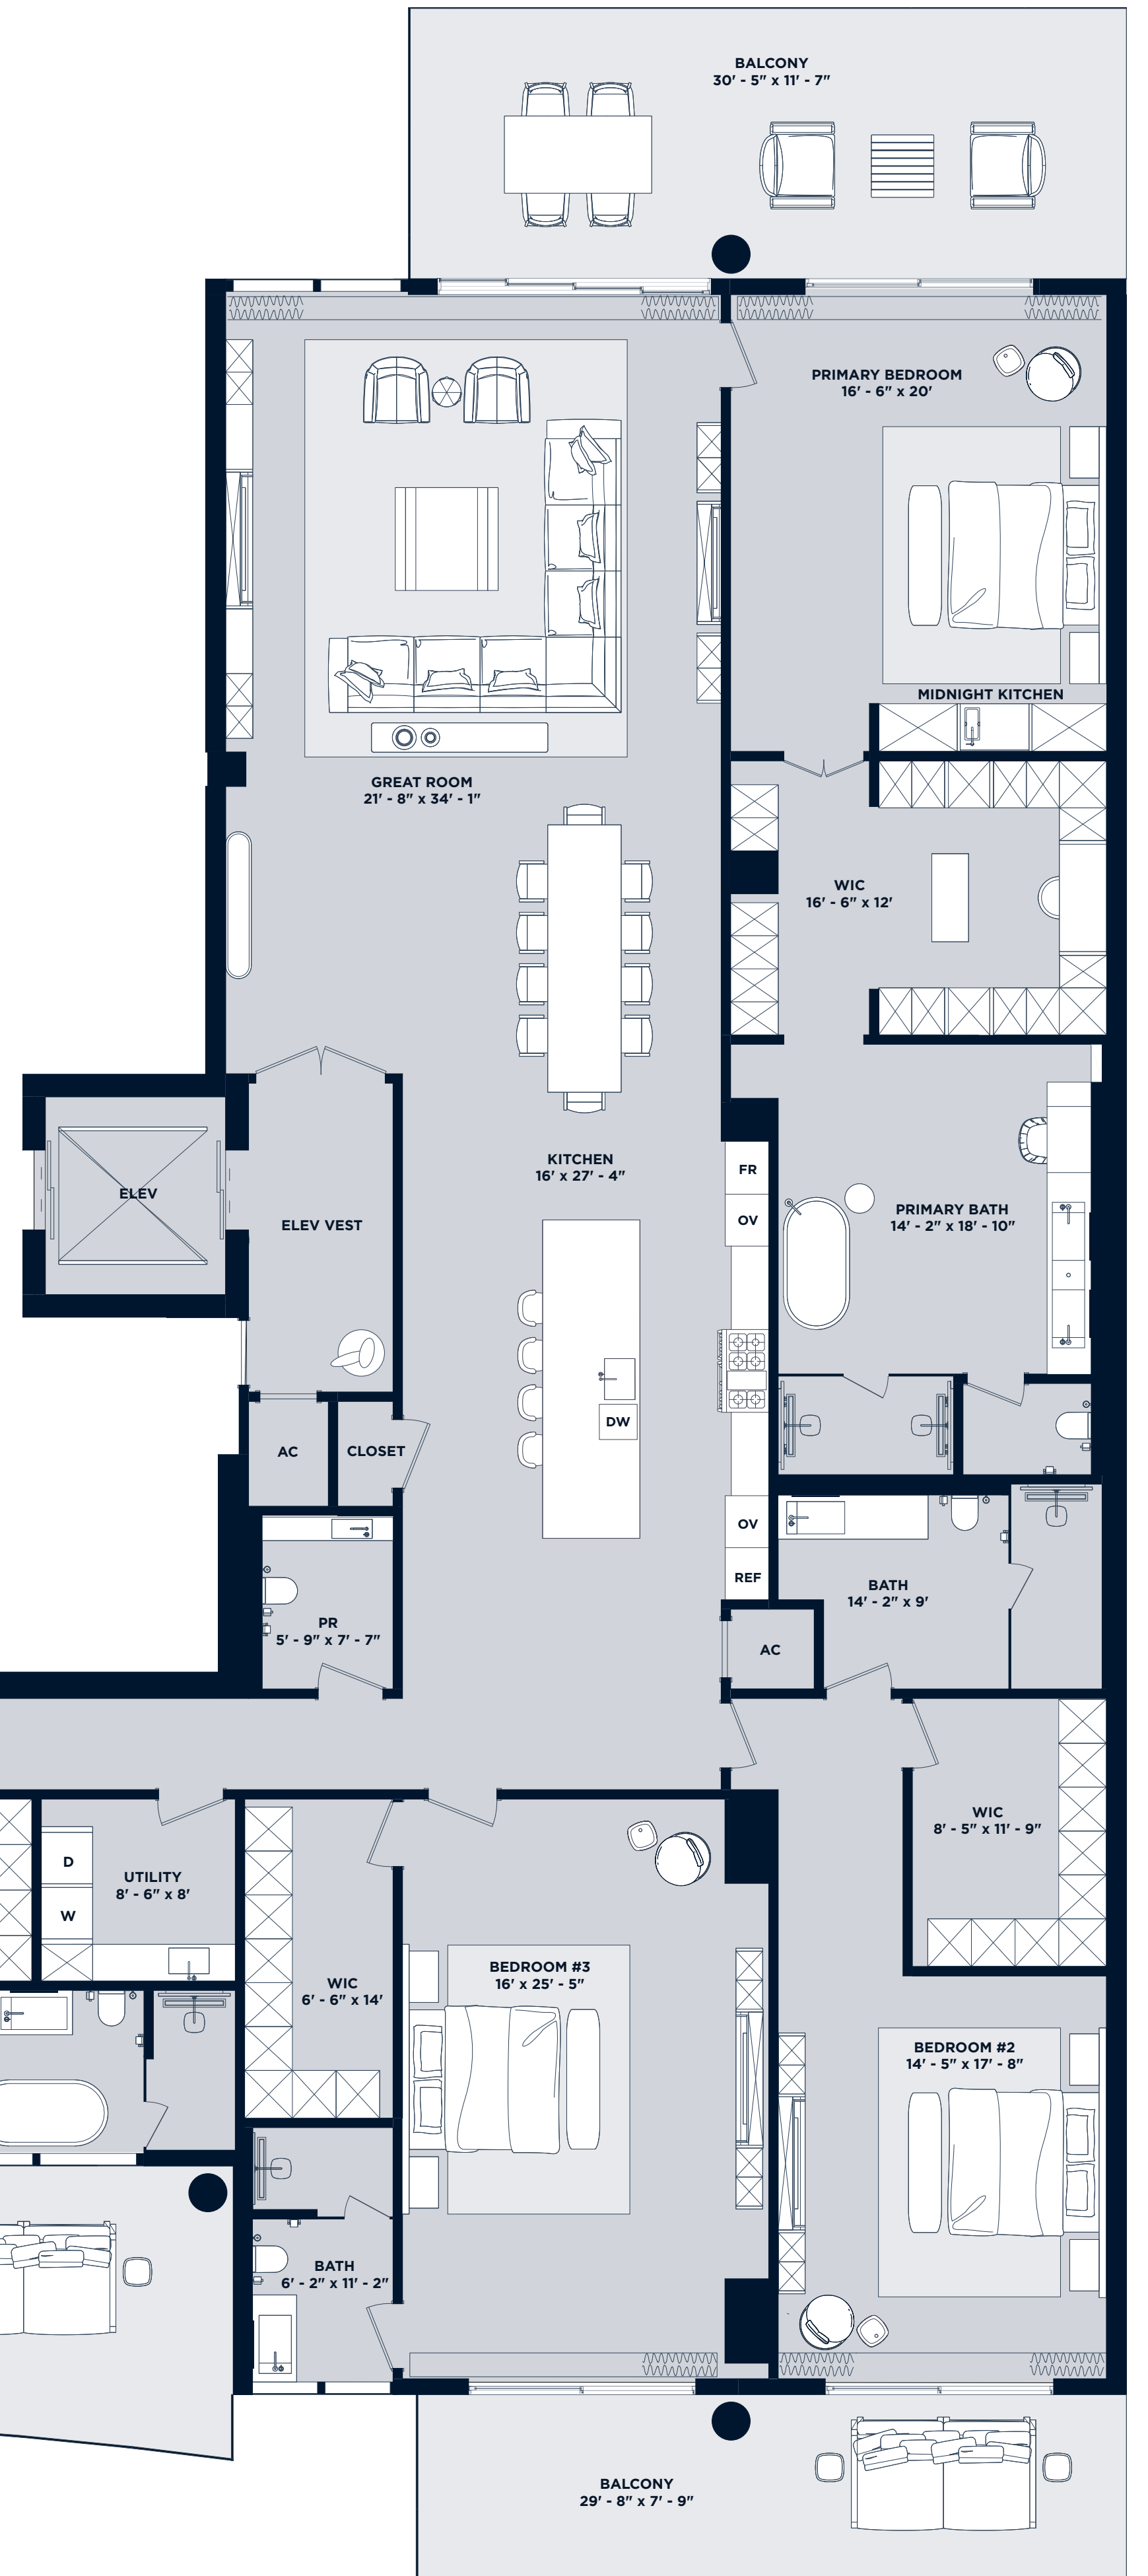 BALCONY
30' - 5" x 11' - 7"
PRIMARY BEDROOM
16' - 6" x 20'
MIDNIGHT KITCHEN
GREAT ROOM
21' - 8" x 34' - 1"
WIC
16' - 6" x 12'
KITCHEN
16' x 27' - 4"
FR
ELEV
OV
PRIMARY BATH
14' - 2" x 18' - 10"
ELEV VEST
DW
AC
CLOSET
OV
REF
BATH
14' - 2" x 9'
PR
5' - 9" x 7' - 7"
AC
WIC
8' - 5" x 11' - 9"
D
UTILITY
8' - 6" x 8'
W
BEDROOM #3
16' x 25' - 5"
WIC
6' - 6" x 14'
BEDROOM #2
14' - 5" x 17' - 8"
BATH
6' - 2" x 11' - 2"
BALCONY
29' - 8" x 7' - 9"